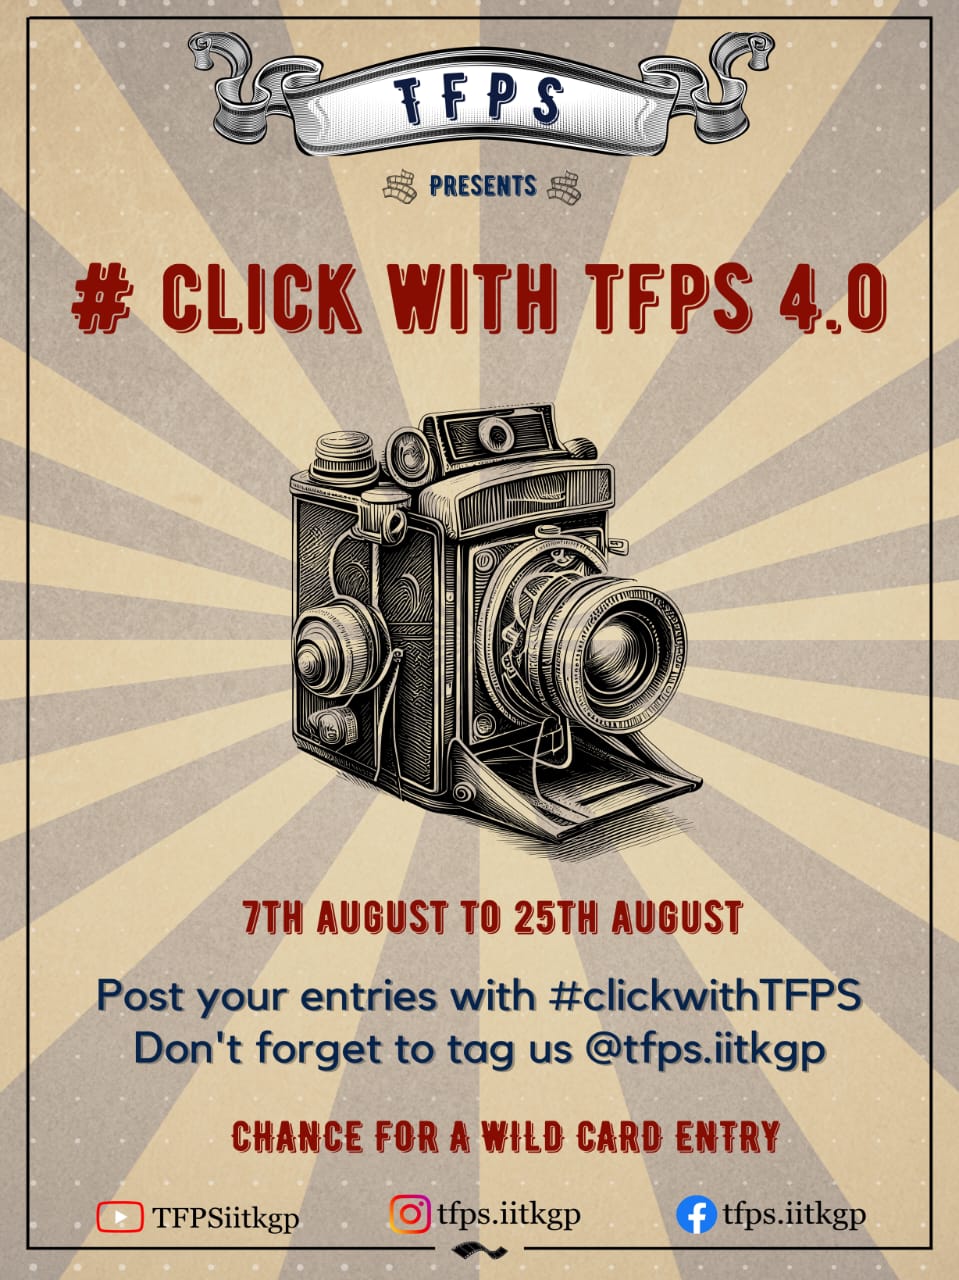 TFPS
PRESENTS
# CLICK WITH TFPS 4.0
7TH AUGUST TO 25TH AUGUST
Post your entries with #clickwithTFPS
Don't forget to tag us @tfps.iitkgp
CHANCE FOR A WILD CARD ENTRY
TFPSiitkgp tfps.iitkgp tfps.iitkgp